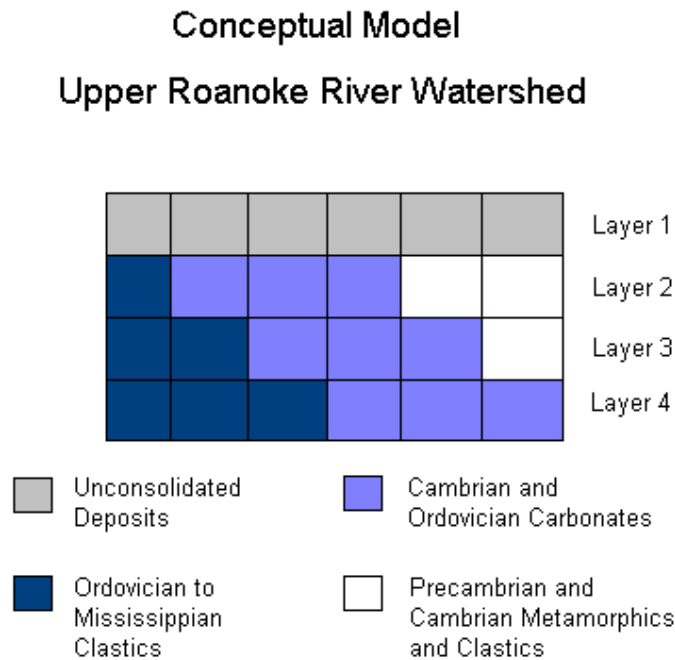 Conceptual Model
Upper Roanoke River Watershed
Layer 1
Layer 2
Layer 3
Layer 4
Unconsolidated
Deposits
Cambrian and
Ordovician Carbonates
Ordovician to
Mississippian
Clastics
Precambrian and
Cambrian Metamorphics
and Clastics